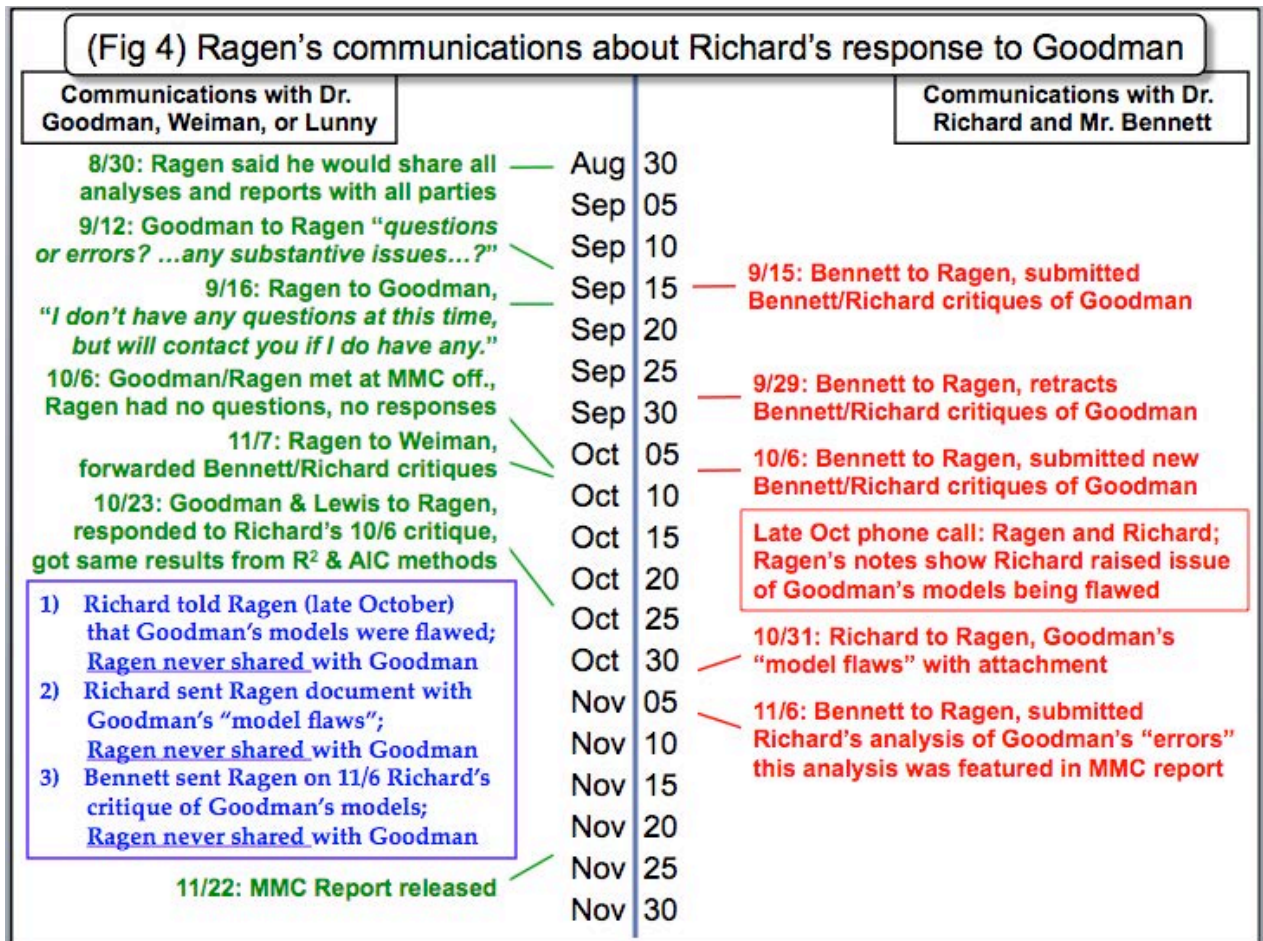 (Fig 4) Ragen's communications about Richard's response to Goodman
Communications with Dr.
Goodman, Weiman, or Lunny
Communications with Dr.
Richard and Mr. Bennett
8/30: Ragen said he would share all
analyses and reports with all parties
9/12: Goodman to Ragen “questions
or errors? …any substantive issues…?”
9/16: Ragen to Goodman,
“I don’t have any questions at this time,
but will contact you if I do have any.”
10/6: Goodman/Ragen met at MMC off.,
Ragen had no questions, no responses
11/7: Ragen to Weiman,
forwarded Bennett/Richard critiques
10/23: Goodman & Lewis to Ragen,
responded to Richard’s 10/6 critique,
got same results from R² & AIC methods
1) Richard told Ragen (late October)
that Goodman’s models were flawed;
Ragen never shared with Goodman
2) Richard sent Ragen document with
Goodman’s “model flaws”;
Ragen never shared with Goodman
3) Bennett sent Ragen on 11/6 Richard’s
critique of Goodman’s models;
Ragen never shared with Goodman
11/22: MMC Report released
Aug 30
Sep 05
Sep 10
Sep 15
Sep 20
Sep 25
Sep 30
Oct 05
Oct 10
Oct 15
Oct 20
Oct 25
Oct 30
Nov 05
Nov 10
Nov 15
Nov 20
Nov 25
Nov 30
9/15: Bennett to Ragen, submitted
Bennett/Richard critiques of Goodman
9/29: Bennett to Ragen, retracts
Bennett/Richard critiques of Goodman
10/6: Bennett to Ragen, submitted new
Bennett/Richard critiques of Goodman
Late Oct phone call: Ragen and Richard;
Ragen’s notes show Richard raised issue
of Goodman’s models being flawed
10/31: Richard to Ragen, Goodman’s
“model flaws” with attachment
11/6: Bennett to Ragen, submitted
Richard’s analysis of Goodman’s “errors”
this analysis was featured in MMC report